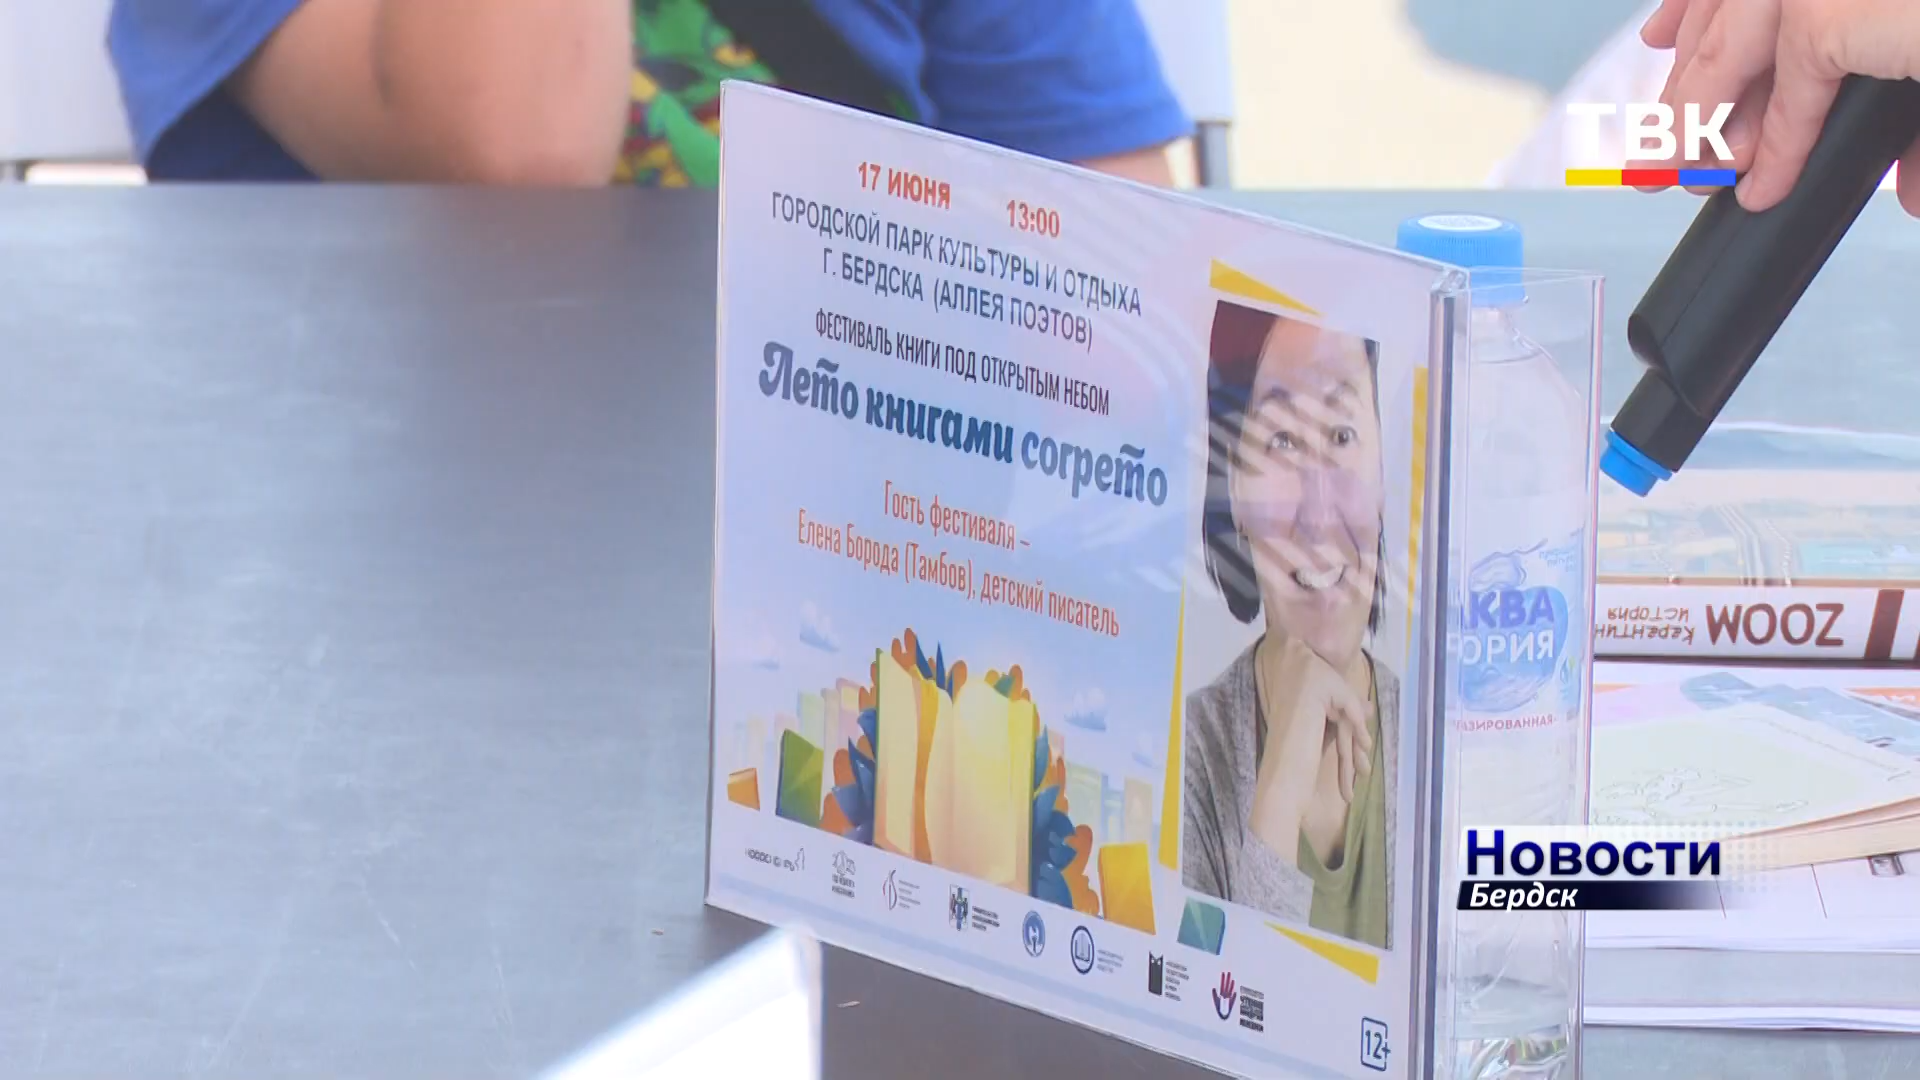 ТВК
17 ИЮНЯ 13:00
ГОРОДСКОЙ ПАРК КУЛЬТУРЫ И ОТДЫХА
Г. БЕРДСКА (АЛЛЕЯ ПОЭТОВ)
ФЕСТИВАЛЬ КНИГИ ПОД ОТКРЫТЫМ НЕБОМ
Лето книгами согрето
Гость фестиваля –
Елена Борода (Тамбов), детский писатель
12+
АКВА
ОРИЯ
ГАЗИРОВАННАЯ
ZOOM
Карантин
история
Новости
Бердск